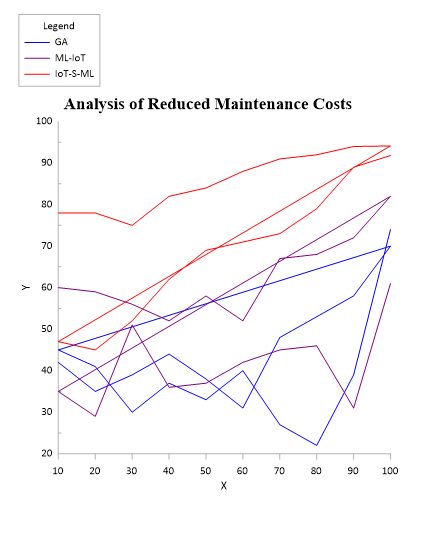 Legend
GA
ML-IoT
IoT-S-ML
Analysis of Reduced Maintenance Costs
100
90
80
70
60
Y
50
40
30
20
10 20 30 40 50 60 70 80 90 100
X